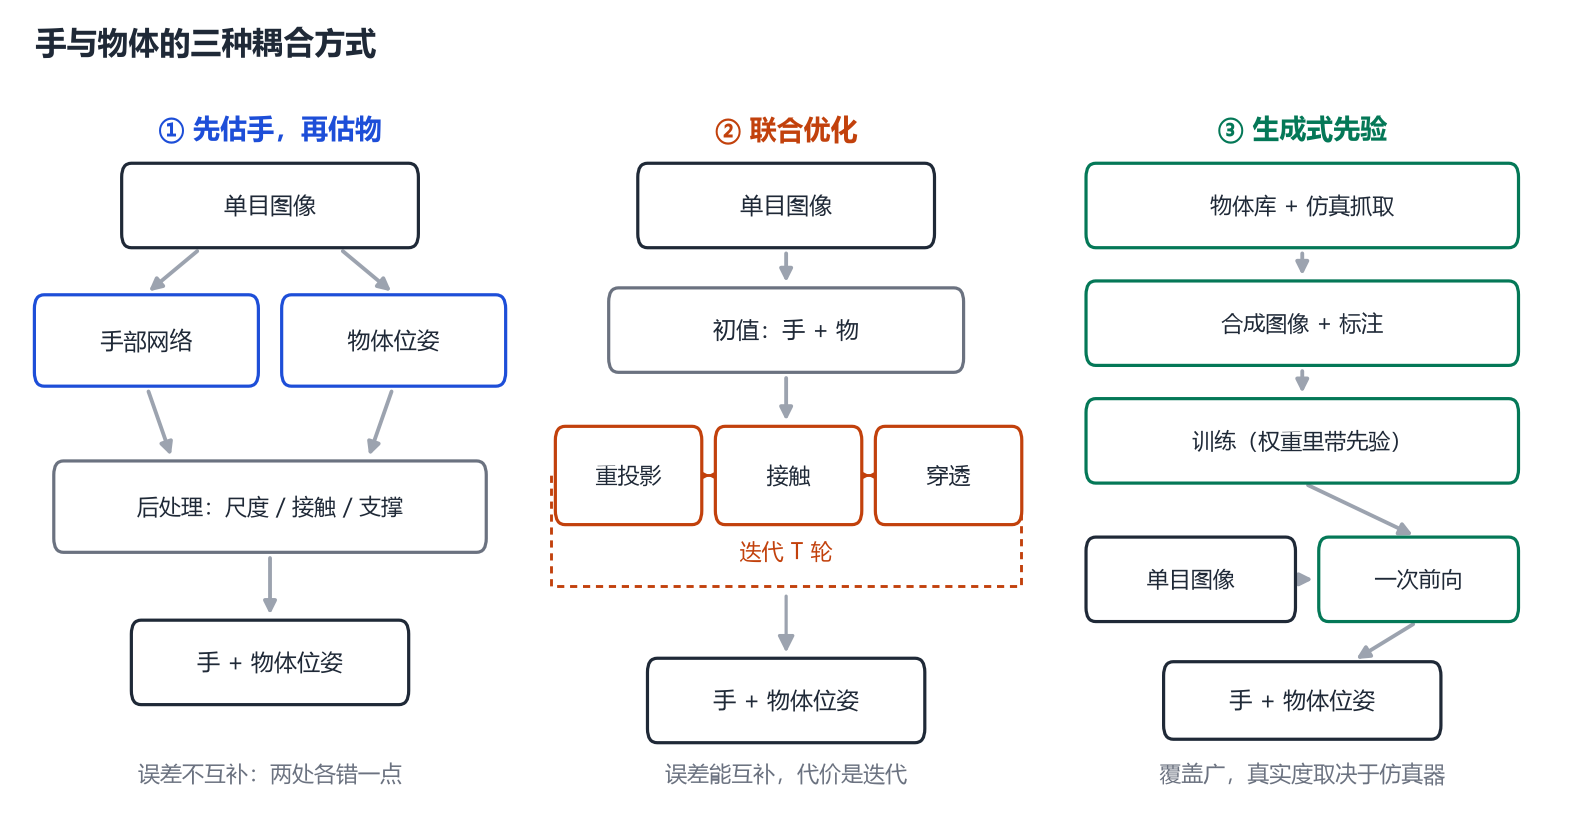 手与物体的三种耦合方式
① 先估手，再估物
单目图像
手部网络
物体位姿
后处理：尺度 / 接触 / 支撑
手 + 物体位姿
误差不互补：两处各错一点
② 联合优化
单目图像
初值：手 + 物
重投影
接触
穿透
迭代 T 轮
手 + 物体位姿
误差能互补，代价是迭代
③ 生成式先验
物体库 + 仿真抓取
合成图像 + 标注
训练（权重里带先验）
单目图像
一次前向
手 + 物体位姿
覆盖广，真实度取决于仿真器